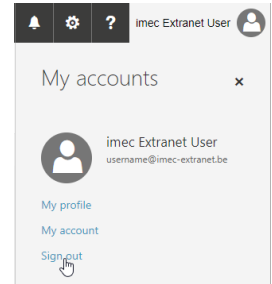 ? imec Extranet User
My accounts ×
imec Extranet User
username@imec-extranet.be
My profile
My account
Sign out